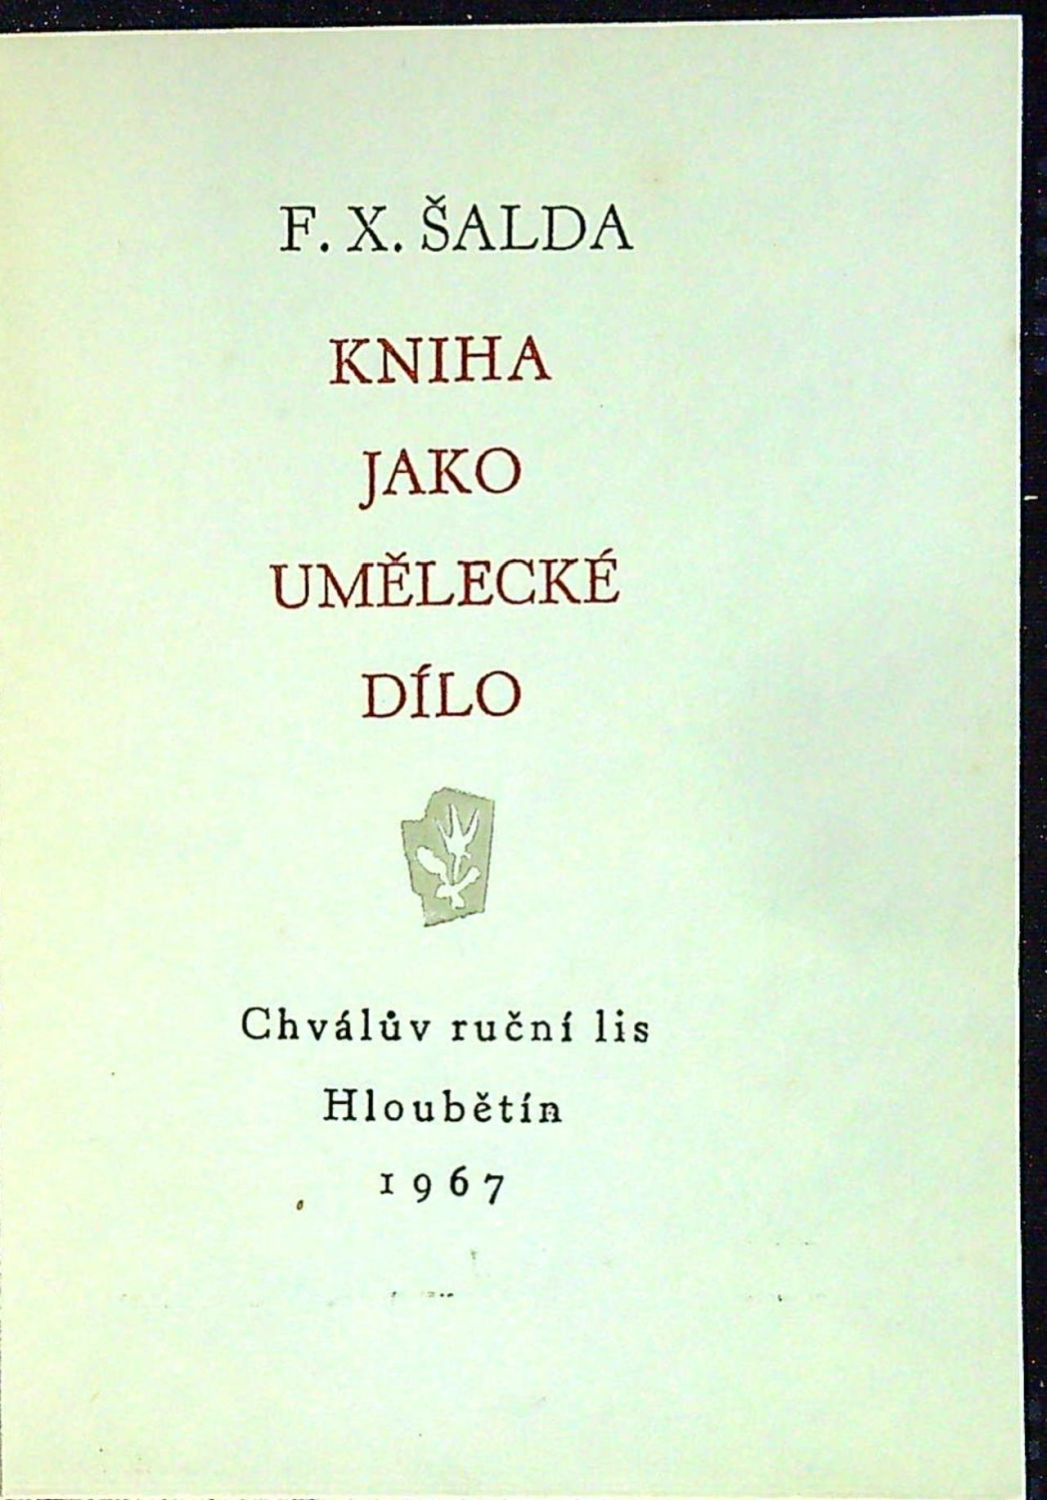 F. X. ŠALDA
KNIHA
JAKO
UMĚLECKÉ
DÍLO
Chválův ruční lis
Hloubětín
1967